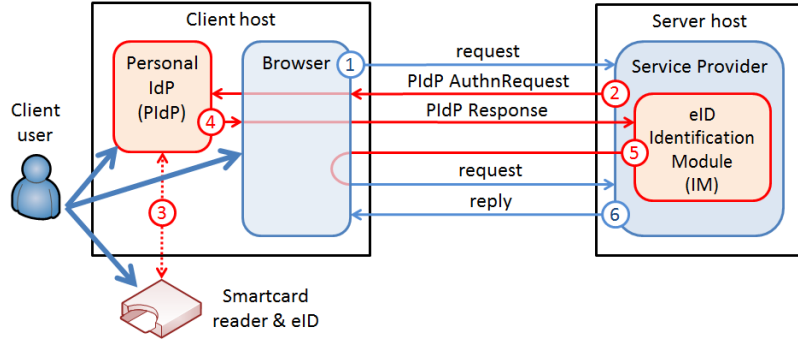 Client host
Server host
Personal
IdP
(PIdP)
Browser
1
request
Service Provider
PIdP AuthnRequest
2
4
PIdP Response
eID
Identification
Module
(IM)
5
Client
user
request
3
reply
6
Smartcard
reader & eID